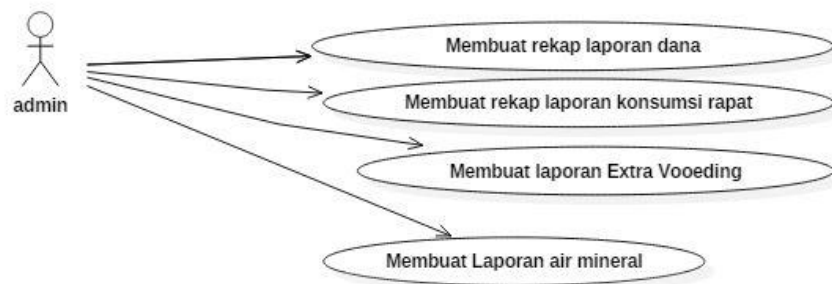 Membuat rekap laporan dana
admin
Membuat rekap laporan konsumsi rapat
Membuat laporan Extra Vooeding
Membuat Laporan air mineral